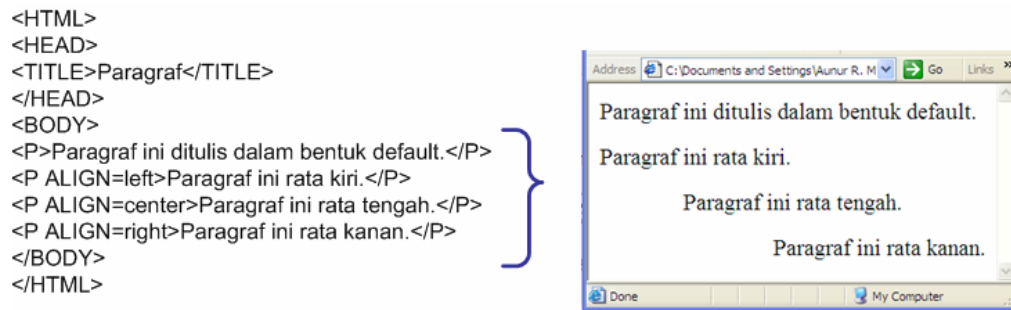 <HTML>
<HEAD>
<TITLE>Paragraf</TITLE>
</HEAD>
<BODY>
<P>Paragraf ini ditulis dalam bentuk default.</P>
<P ALIGN=left>Paragraf ini rata kiri.</P>
<P ALIGN=center>Paragraf ini rata tengah.</P>
<P ALIGN=right>Paragraf ini rata kanan.</P>
</BODY>
</HTML>
Address C:\Documents and Settings\Aunur R. M Go Links »
Paragraf ini ditulis dalam bentuk default.
Paragraf ini rata kiri.
Paragraf ini rata tengah.
Paragraf ini rata kanan.
Done My Computer